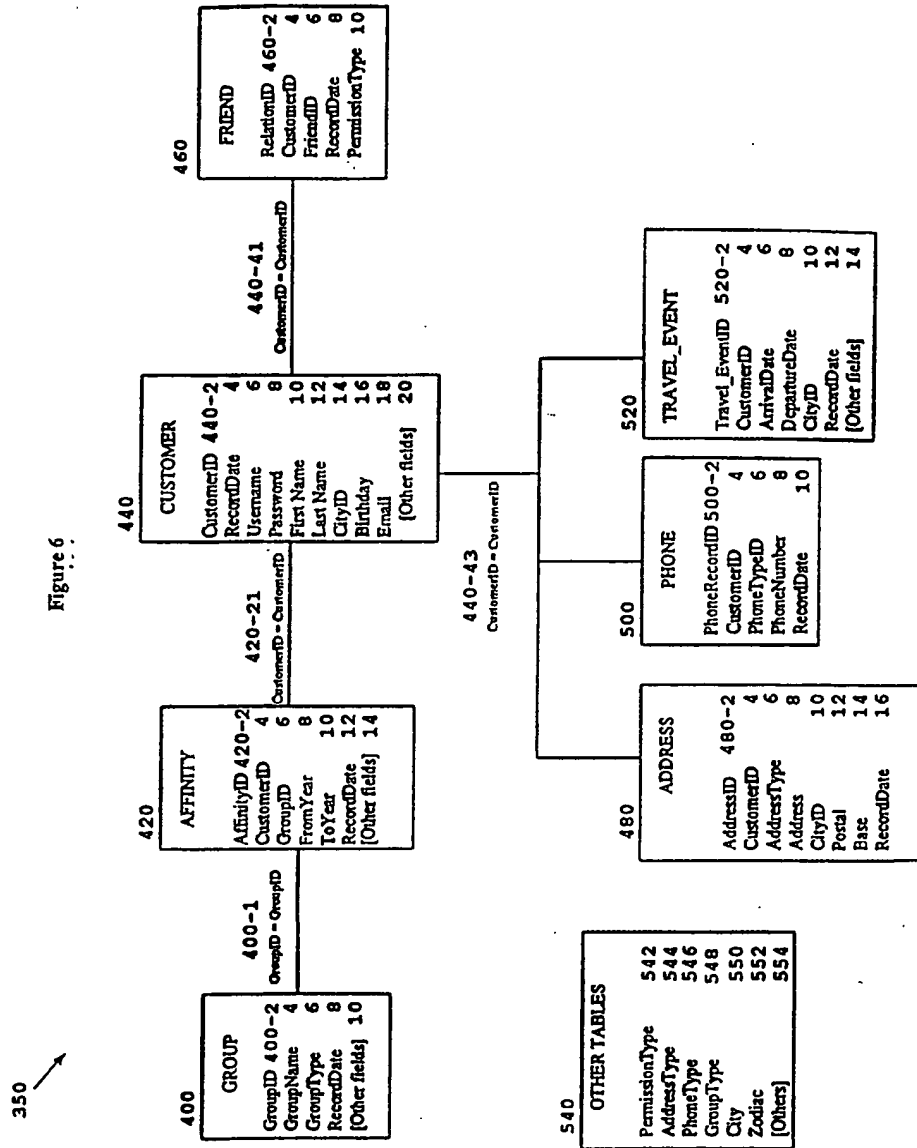 Figure 6
350
400
GROUP
GroupID 400-2
GroupName 4
GroupType 6
RecordDate 8
[Other fields] 10
400-1
GroupID = GroupID
420
AFFINITY
AffinityID 420-2
CustomerID 4
GroupID 6
FromYear 8
ToYear 10
RecordDate 12
[Other fields] 14
420-21
CustomerID = CustomerID
440
CUSTOMER
CustomerID 440-2
RecordDate 4
Username 6
Password 8
First Name 10
Last Name 12
CityID 14
Birthday 16
Email 18
[Other fields] 20
440-41
CustomerID = CustomerID
460
FRIEND
RelationID 460-2
CustomerID 4
FriendID 6
RecordDate 8
PermissionType 10
440-43
CustomerID = CustomerID
540
OTHER TABLES
PermissionType 542
AddressType 544
PhoneType 546
GroupType 548
City 550
Zodiac 552
[Others] 554
480
ADDRESS
AddressID 480-2
CustomerID 4
AddressType 6
Address 8
CityID 10
Postal 12
Base 14
RecordDate 16
500
PHONE
PhoneRecordID 500-2
CustomerID 4
PhoneTypeID 6
PhoneNumber 8
RecordDate 10
520
TRAVEL_EVENT
Travel_EventID 520-2
CustomerID 4
ArrivalDate 6
DepartureDate 8
CityID 10
RecordDate 12
[Other fields] 14